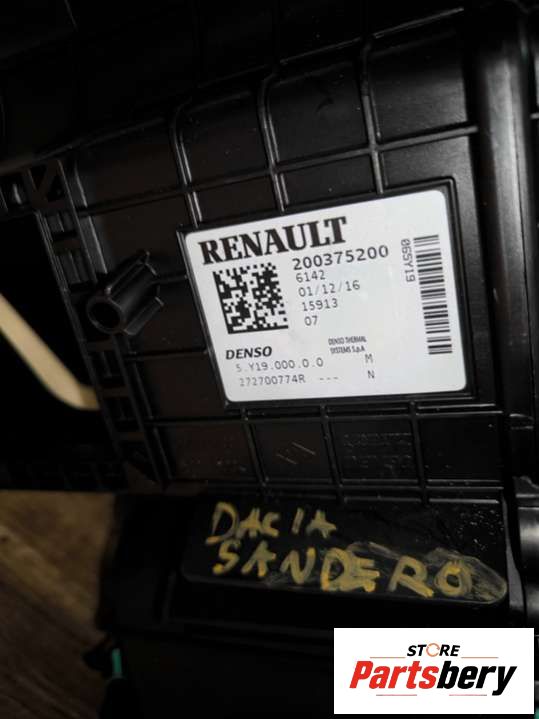 RENAULT
200375200
6142
01/12/16
15913
07
DENSO
DENSO THERMAL
SYSTEMS S.p.A
5.Y19.000.0.0 M
272700774R --- N
06SY19
DACIA
SANDERO
STORE
Partsbery